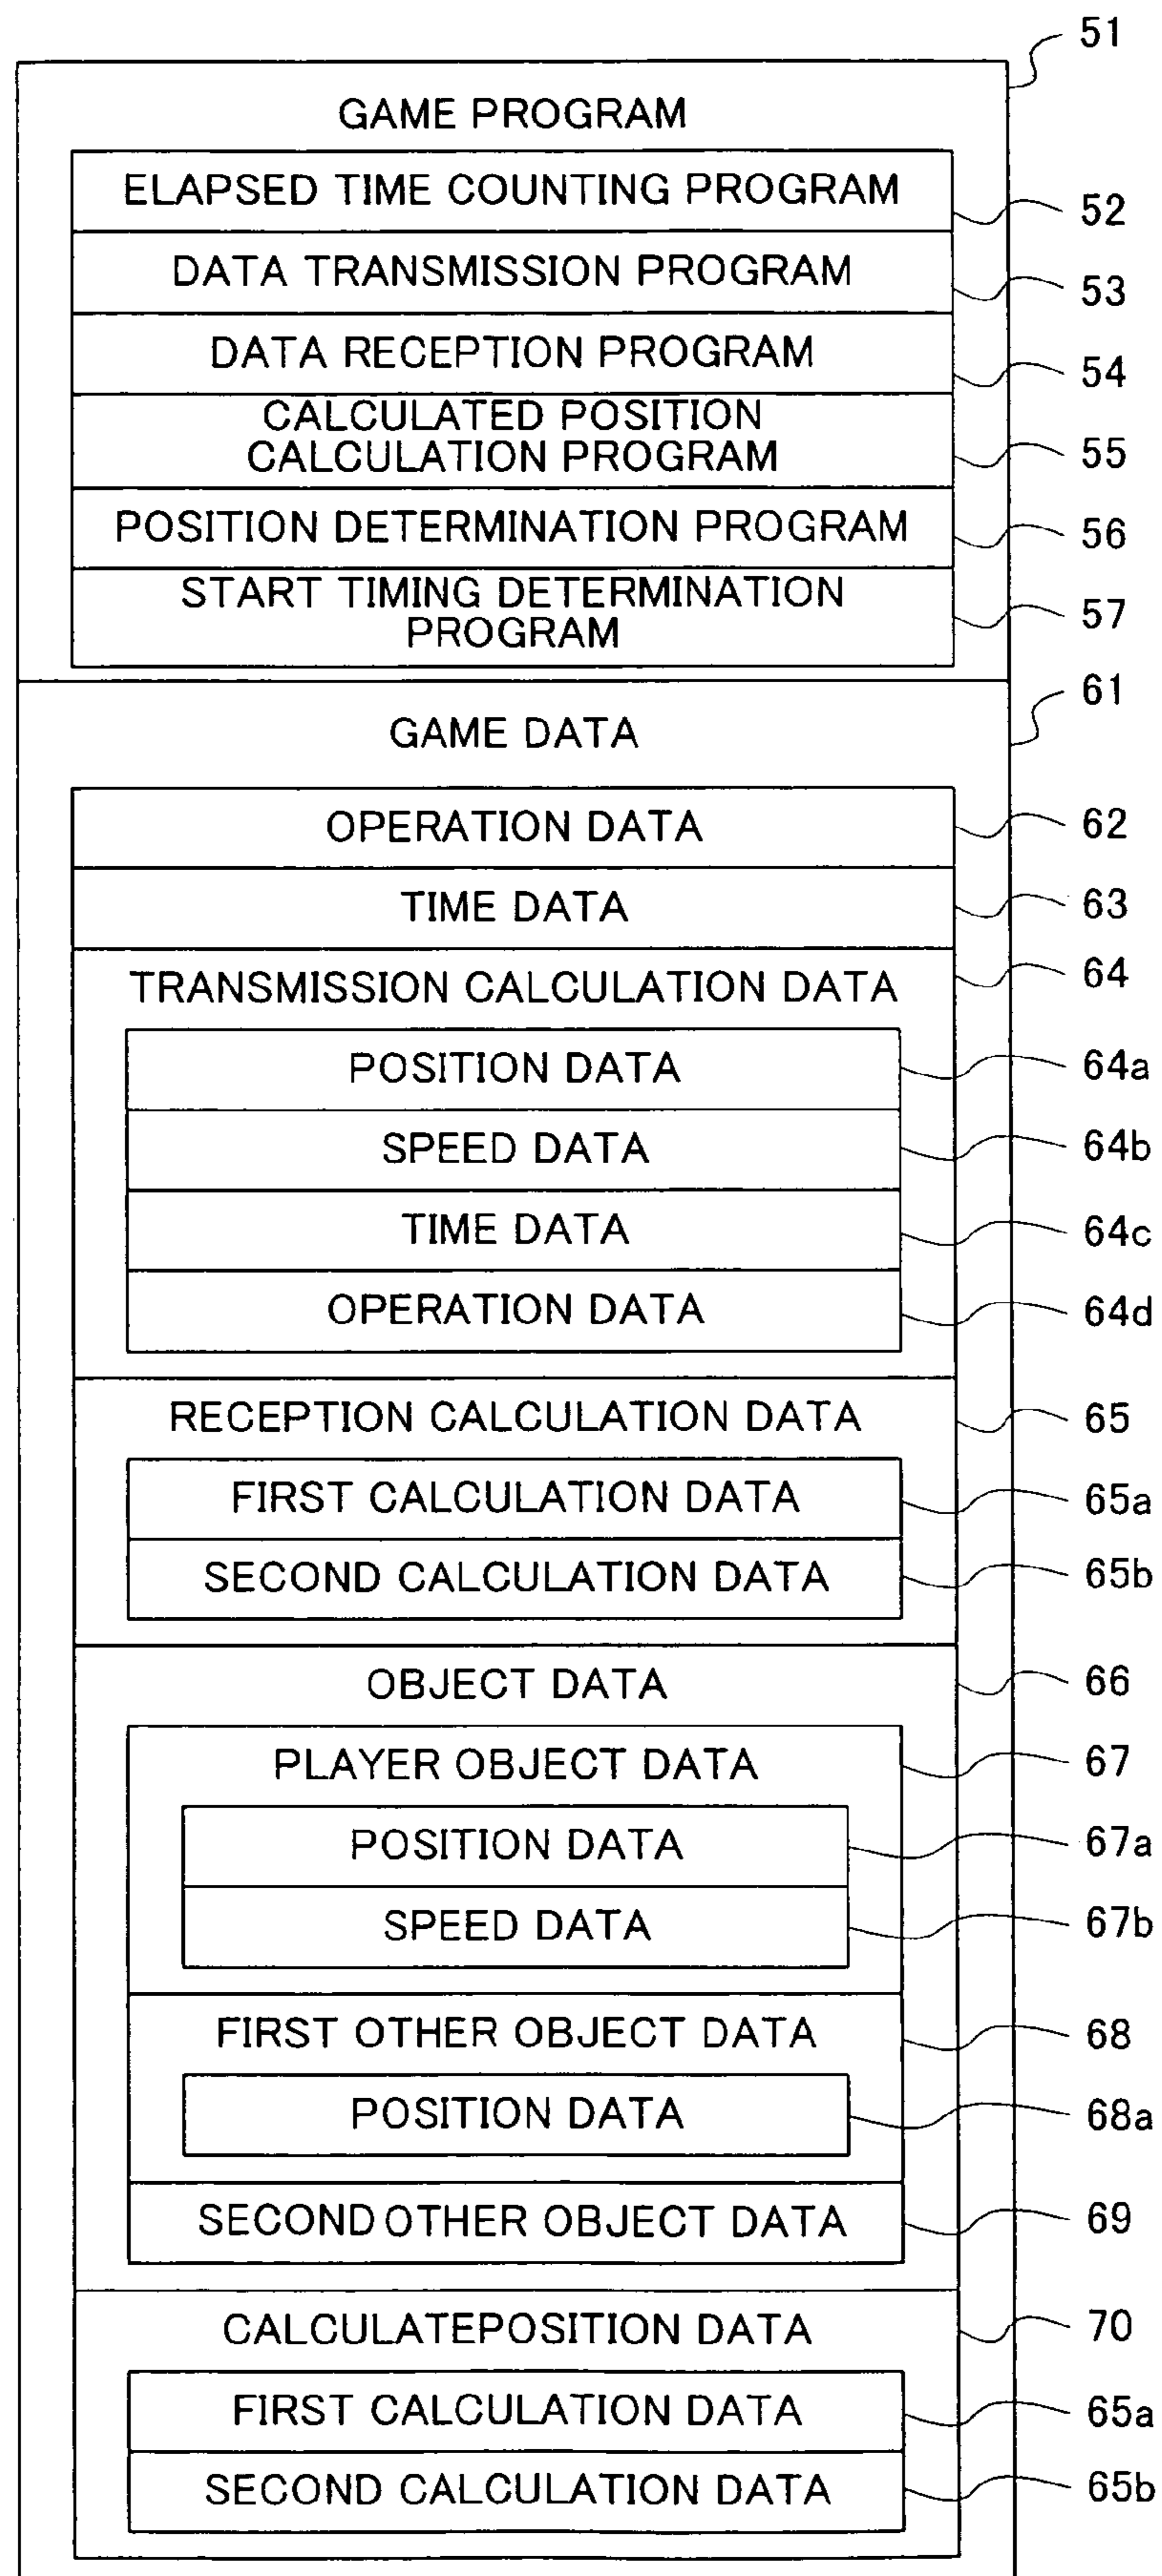 51
GAME PROGRAM
ELAPSED TIME COUNTING PROGRAM 52
DATA TRANSMISSION PROGRAM 53
DATA RECEPTION PROGRAM 54
CALCULATED POSITION
CALCULATION PROGRAM 55
POSITION DETERMINATION PROGRAM 56
START TIMING DETERMINATION
PROGRAM 57
61
GAME DATA
OPERATION DATA 62
TIME DATA 63
TRANSMISSION CALCULATION DATA 64
POSITION DATA 64a
SPEED DATA 64b
TIME DATA 64c
OPERATION DATA 64d
RECEPTION CALCULATION DATA 65
FIRST CALCULATION DATA 65a
SECOND CALCULATION DATA 65b
OBJECT DATA 66
PLAYER OBJECT DATA 67
POSITION DATA 67a
SPEED DATA 67b
FIRST OTHER OBJECT DATA 68
POSITION DATA 68a
SECOND OTHER OBJECT DATA 69
CALCULATEPOSITION DATA 70
FIRST CALCULATION DATA 65a
SECOND CALCULATION DATA 65b